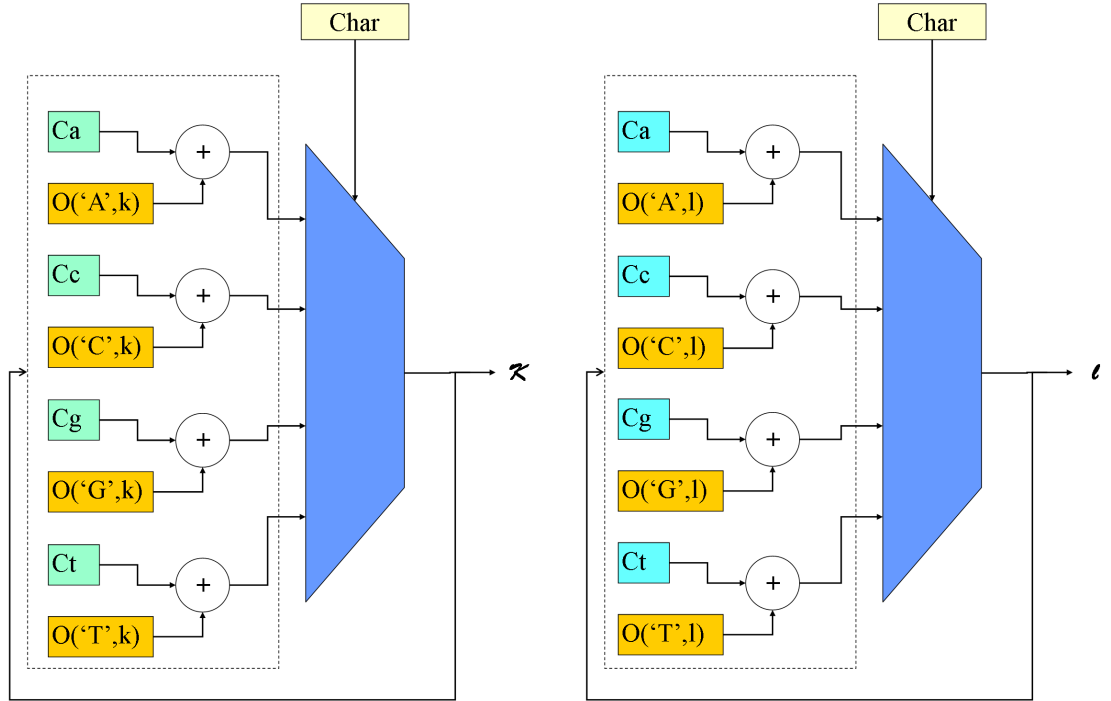 Char
Ca
+
O(‘A’,k)
Cc
+
O(‘C’,k)
K
Cg
+
O(‘G’,k)
Ct
+
O(‘T’,k)
Char
Ca
+
O(‘A’,l)
Cc
+
O(‘C’,l)
l
Cg
+
O(‘G’,l)
Ct
+
O(‘T’,l)